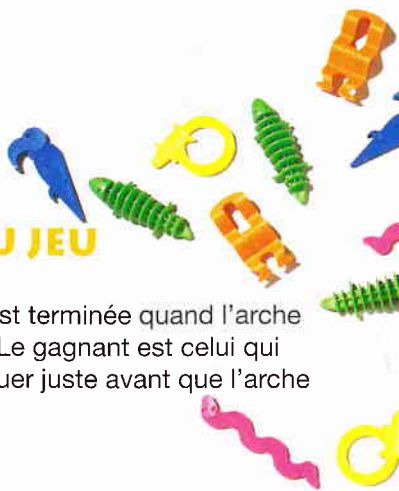 U JEU
st terminée quand l'arche
Le gagnant est celui qui
uer juste avant que l'arche